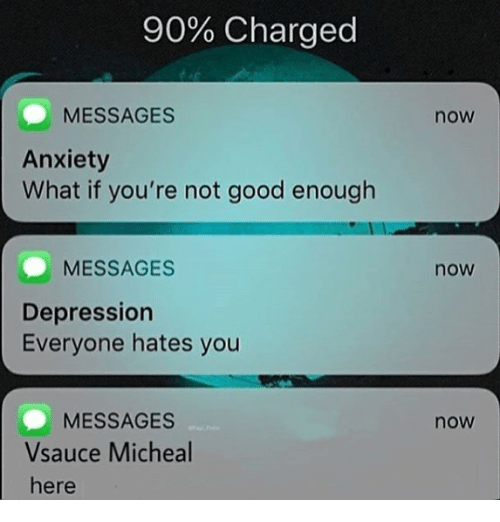 90% Charged
MESSAGES now
Anxiety
What if you're not good enough
MESSAGES now
Depression
Everyone hates you
MESSAGES now
Vsauce Micheal
here